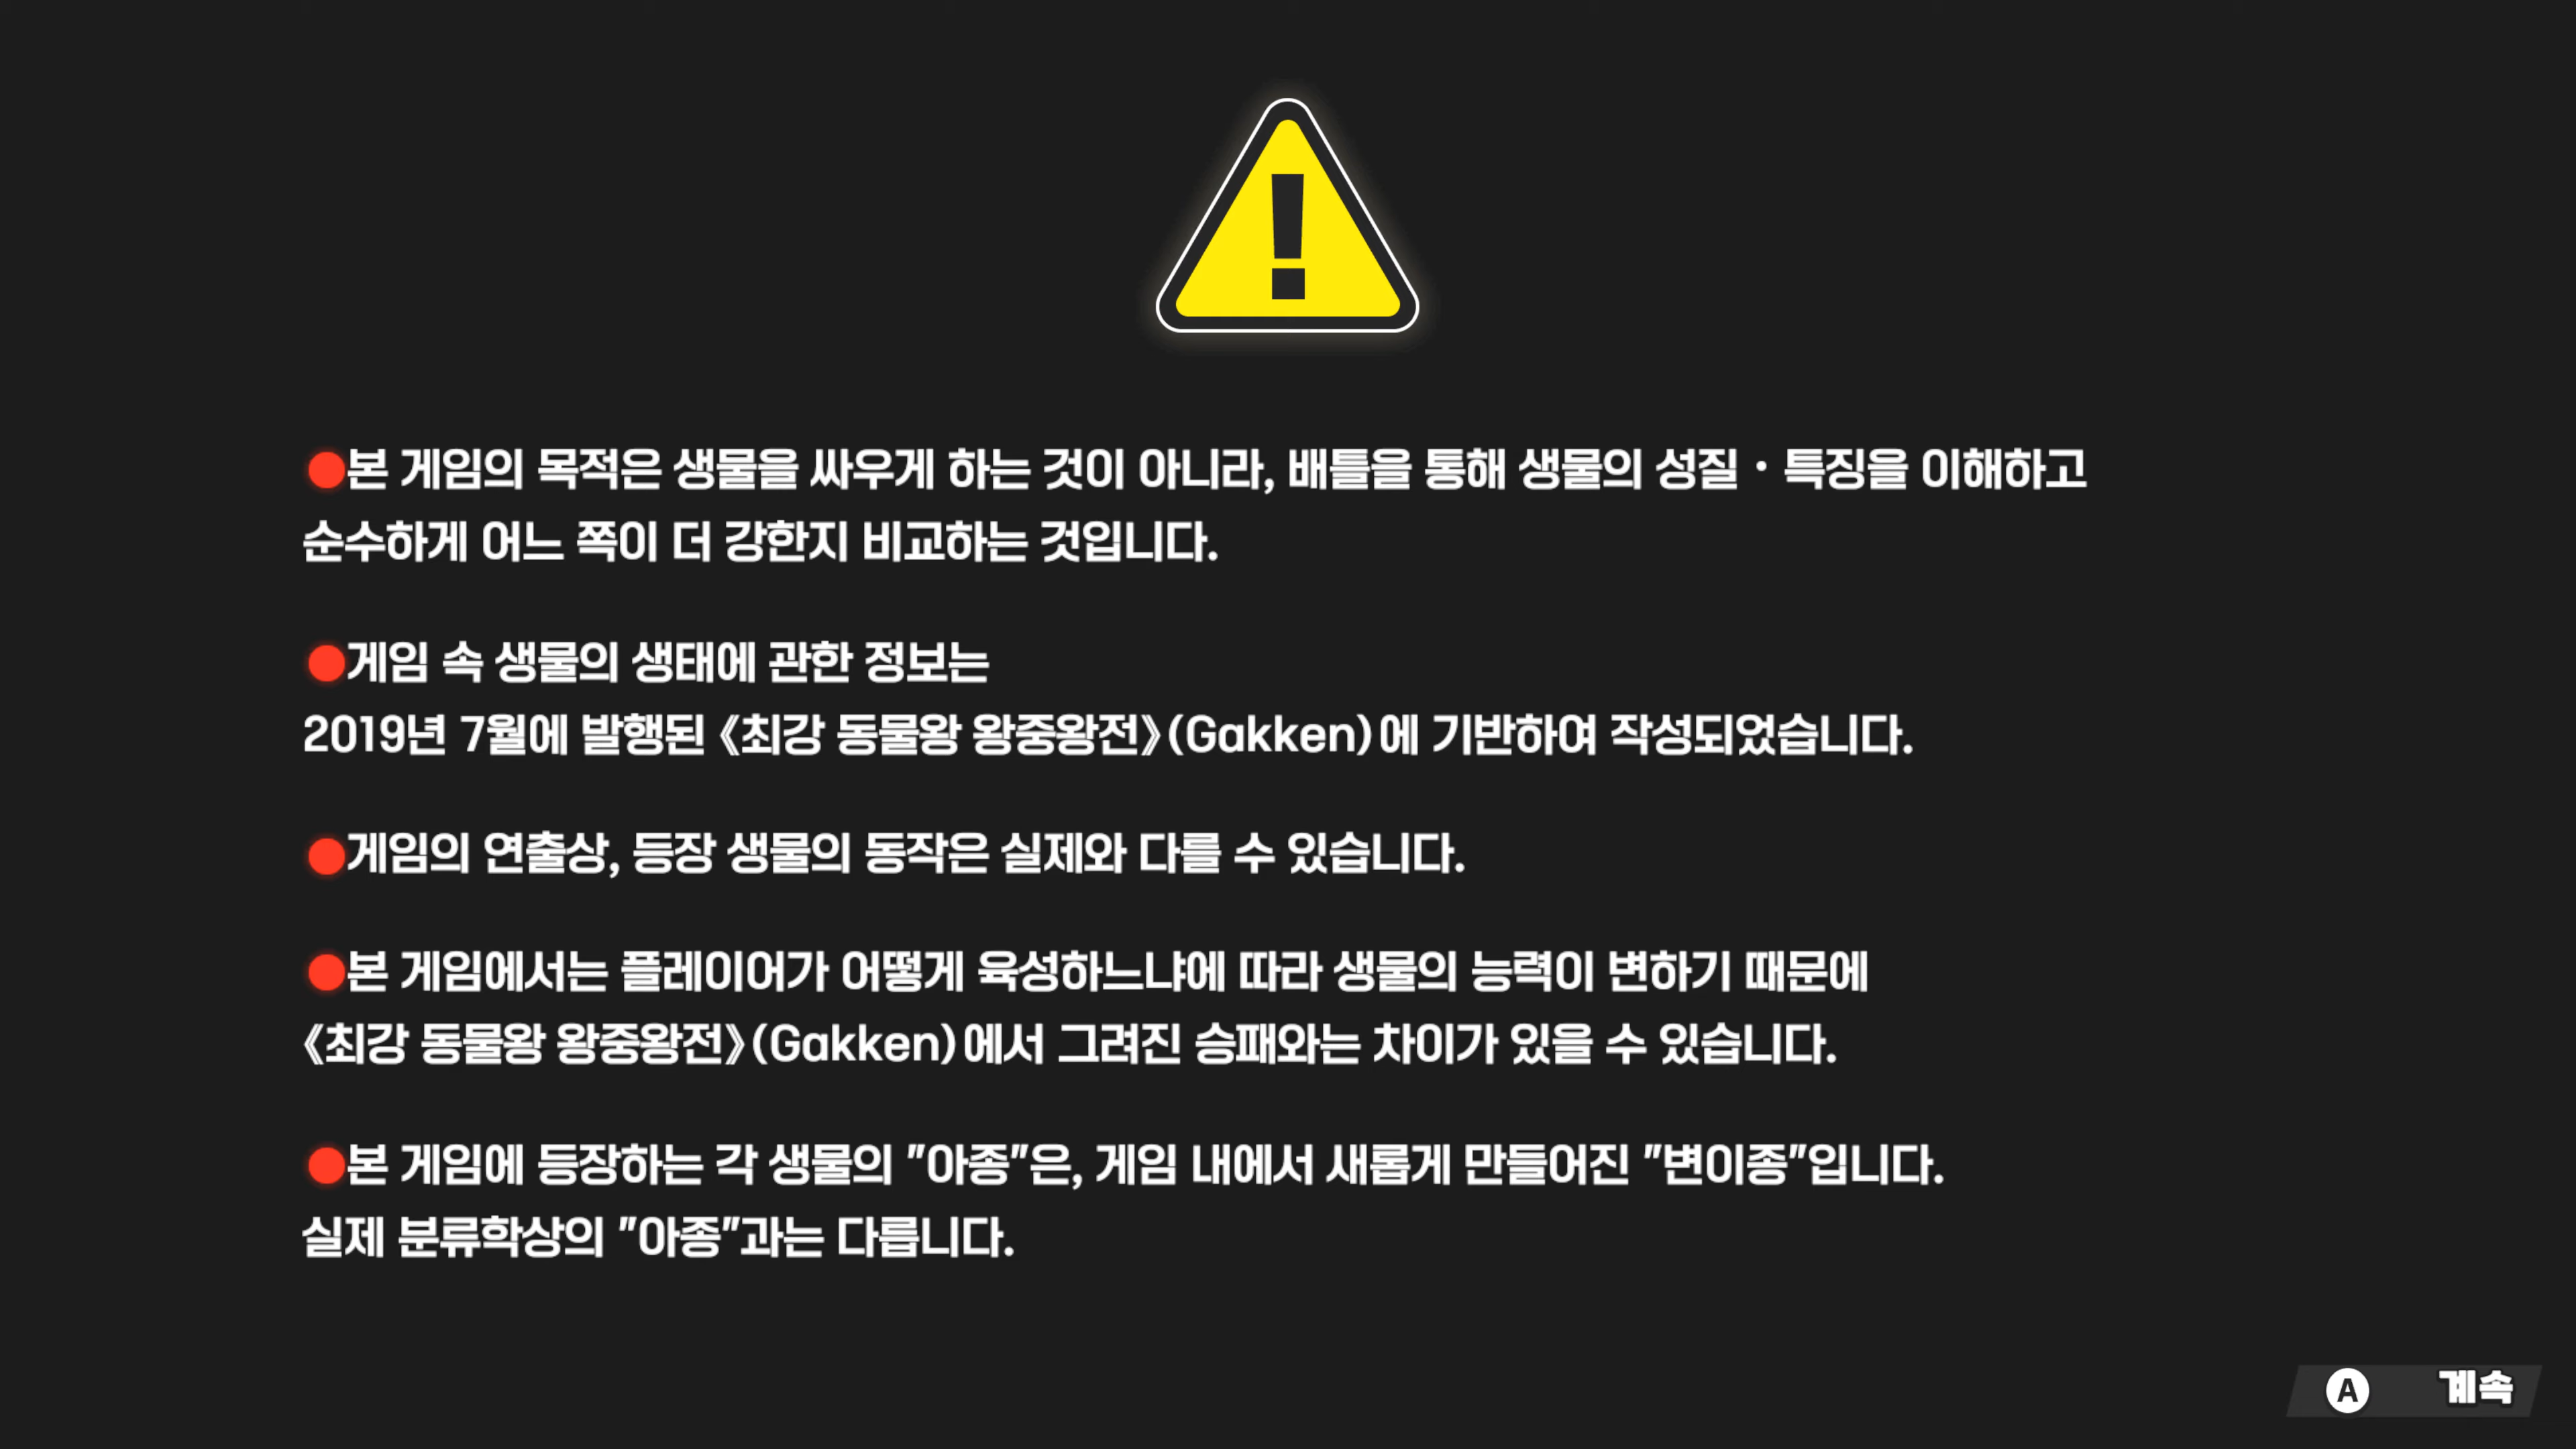 !
●본 게임의 목적은 생물을 싸우게 하는 것이 아니라, 배틀을 통해 생물의 성질・특징을 이해하고
순수하게 어느 쪽이 더 강한지 비교하는 것입니다.
●게임 속 생물의 생태에 관한 정보는
2019년 7월에 발행된 《최강 동물왕 왕중왕전》(Gakken)에 기반하여 작성되었습니다.
●게임의 연출상, 등장 생물의 동작은 실제와 다를 수 있습니다.
●본 게임에서는 플레이어가 어떻게 육성하느냐에 따라 생물의 능력이 변하기 때문에
《최강 동물왕 왕중왕전》(Gakken)에서 그려진 승패와는 차이가 있을 수 있습니다.
●본 게임에 등장하는 각 생물의 "아종"은, 게임 내에서 새롭게 만들어진 "변이종"입니다.
실제 분류학상의 "아종"과는 다릅니다.
A 계속